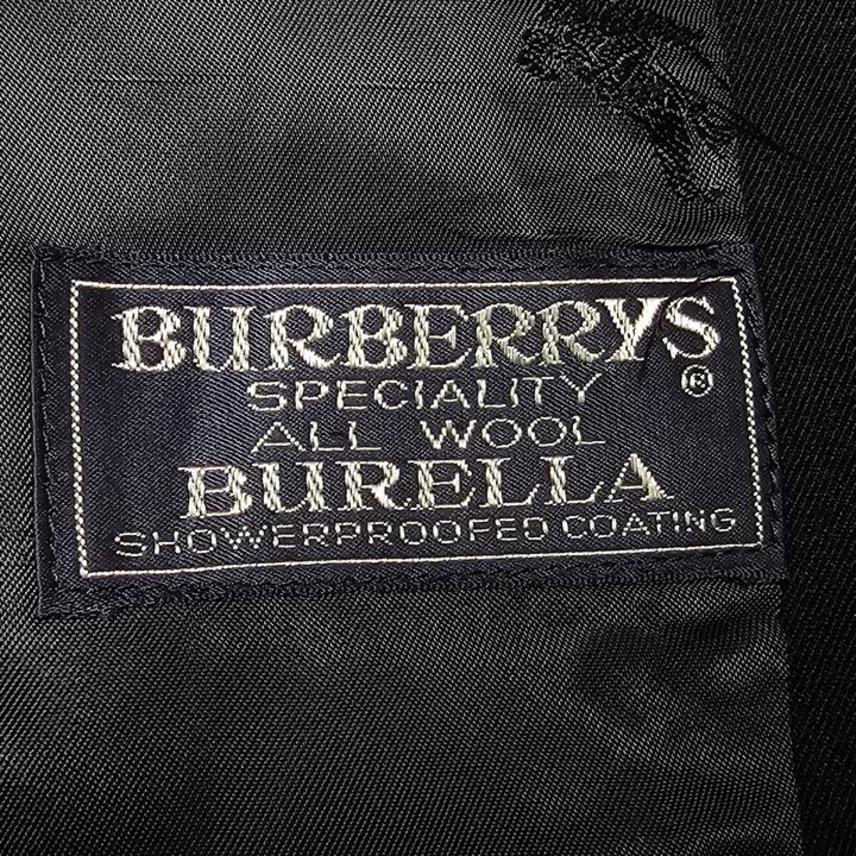 BURBERRYS®
SPECIALITY
ALL WOOL
BURELLA
SHOWERPROOFED COATING